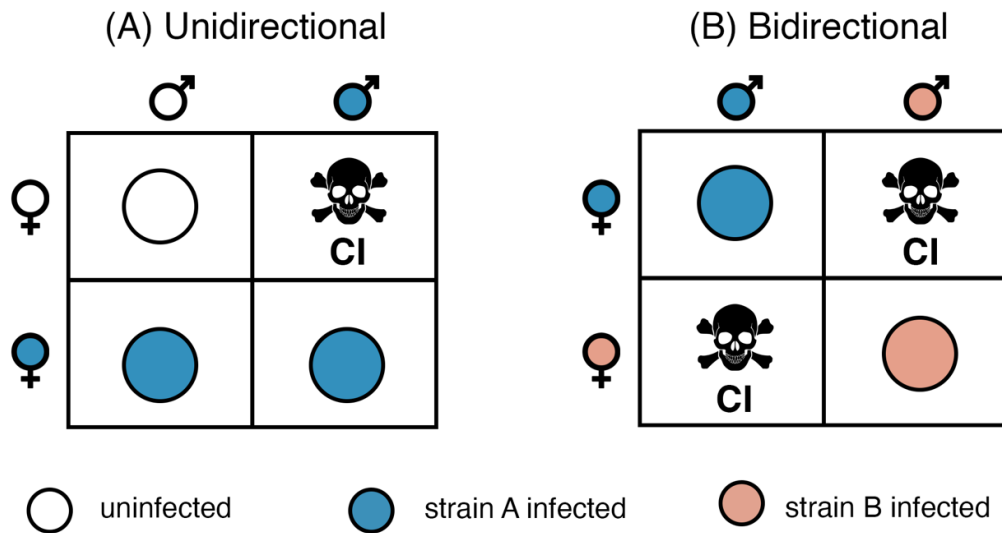 (A) Unidirectional
(B) Bidirectional
CI
CI
CI
uninfected
strain A infected
strain B infected